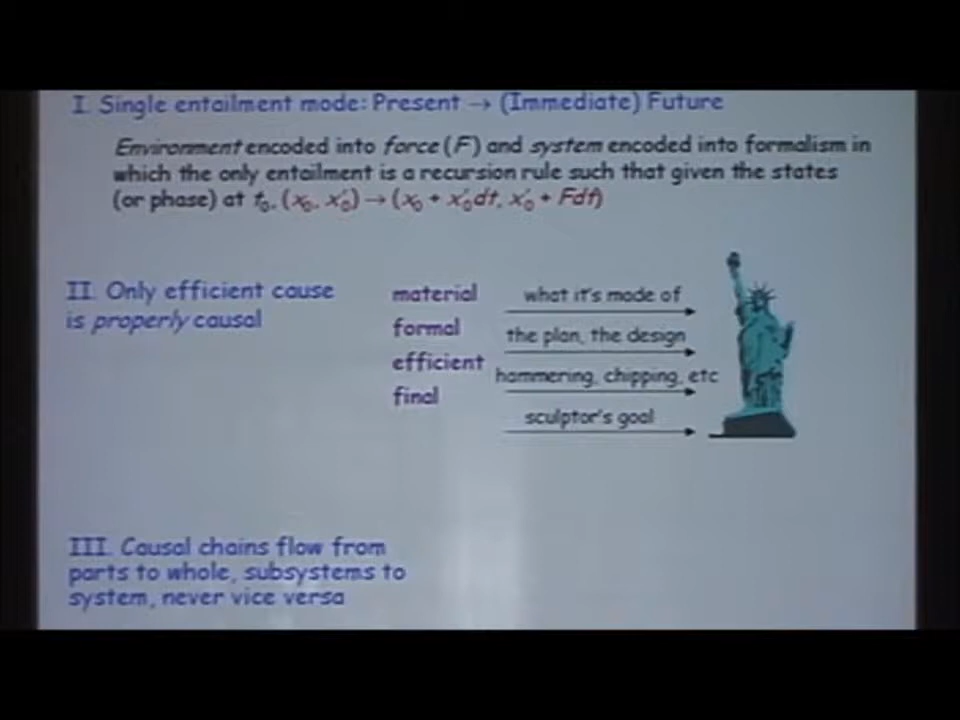 I. Single entailment mode: Present → (Immediate) Future
Environment encoded into force (F) and system encoded into formalism in
which the only entailment is a recursion rule such that given the states
(or phase) at t₀, (x₀, x′₀) → (x₀ + x′₀dt, x′₀ + Fdt)
II. Only efficient cause
is properly causal
material
formal
efficient
final
what it's made of
the plan, the design
hammering, chipping, etc
sculptor's goal
III. Causal chains flow from
parts to whole, subsystems to
system, never vice versa